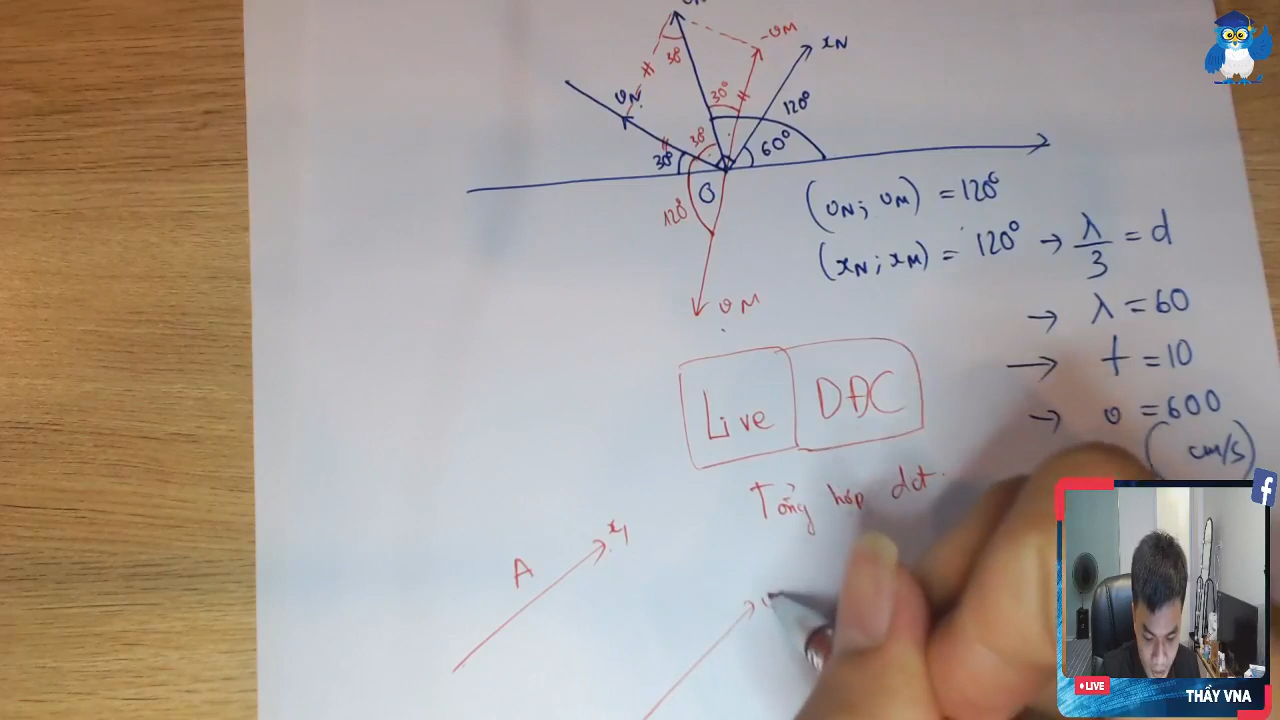 -vM
xN
30°
30°
120°
vN
30°
60°
30°
O
120°
(vN; vM) = 120°
(xN; xM) = 120° → λ/3 = d
vM
→ λ = 60
→ f = 10
→ v = 600
(cm/s)
Live
DĐC
Tổng hợp dđ
A
x1
LIVE
THẦY VNA